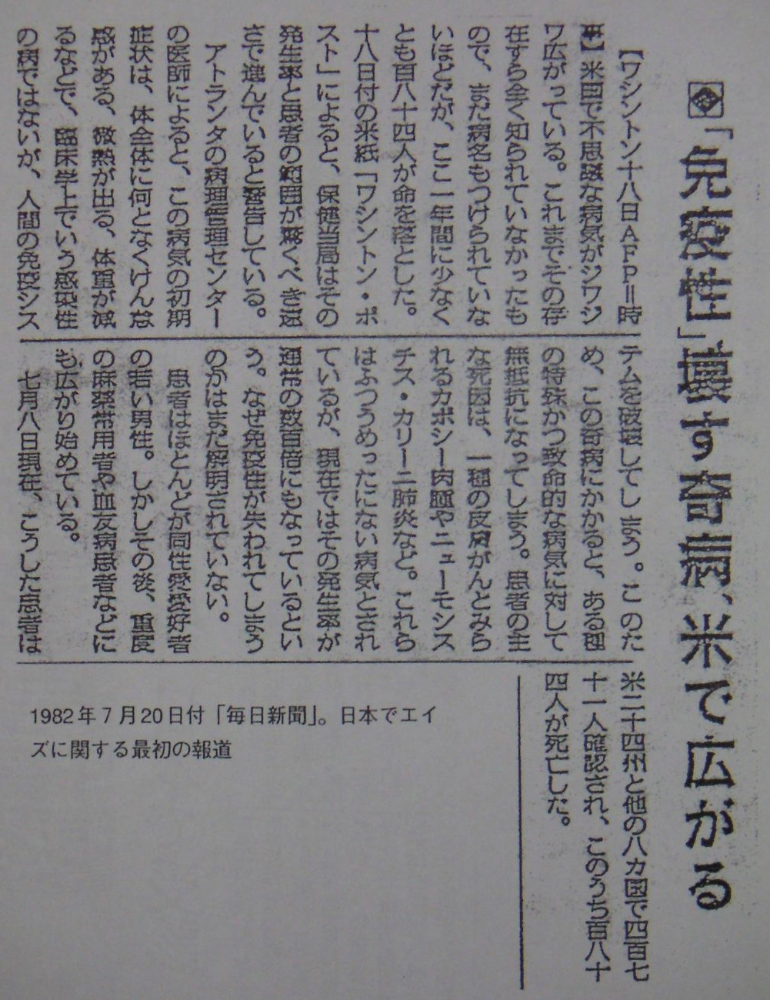 「免疫性」壊す奇病、米で広がる
【ワシントン十八日AFP＝時
事】米国で不思議な病気がジワジ
ワ広がっている。これまでその存
在すら全く知られていなかったも
ので、まだ病名もつけられていな
いほどだが、ここ一年間に少なく
とも百八十四人が命を落とした。
十八日付の米紙「ワシントン・ポ
スト」によると、保健当局はその
発生率と患者の範囲が驚くべき速
さで進んでいると警告している。
アトランタの病理管理センター
の医師によると、この病気の初期
症状は、体全体に何となくけん怠
感がある、微熱が出る、体重が減
るなどで、臨床学上でいう感染性
の病ではないが、人間の免疫シス
テムを破壊してしまう。このた
め、この奇病にかかると、ある種
の特殊かつ致命的な病気に対して
無抵抗になってしまう。患者の主
な死因は、一種の皮膚がんとみら
れるカポシー肉腫やニューモシス
チス・カリーニ肺炎など。これら
はふつうめったにない病気とされ
ているが、現在ではその発生率が
通常の数百倍にもなっているとい
う。なぜ免疫性が失われてしまう
のかはまだ解明されていない。
患者はほとんどが同性愛愛好者
の若い男性。しかしその後、重度
の麻薬常用者や血友病患者などに
も広がり始めている。
七月八日現在、こうした患者は
米二十四州と他の八カ国で四百七
十一人確認され、このうち百八十
四人が死亡した。
1982年7月20日付「毎日新聞」。日本でエイ
ズに関する最初の報道